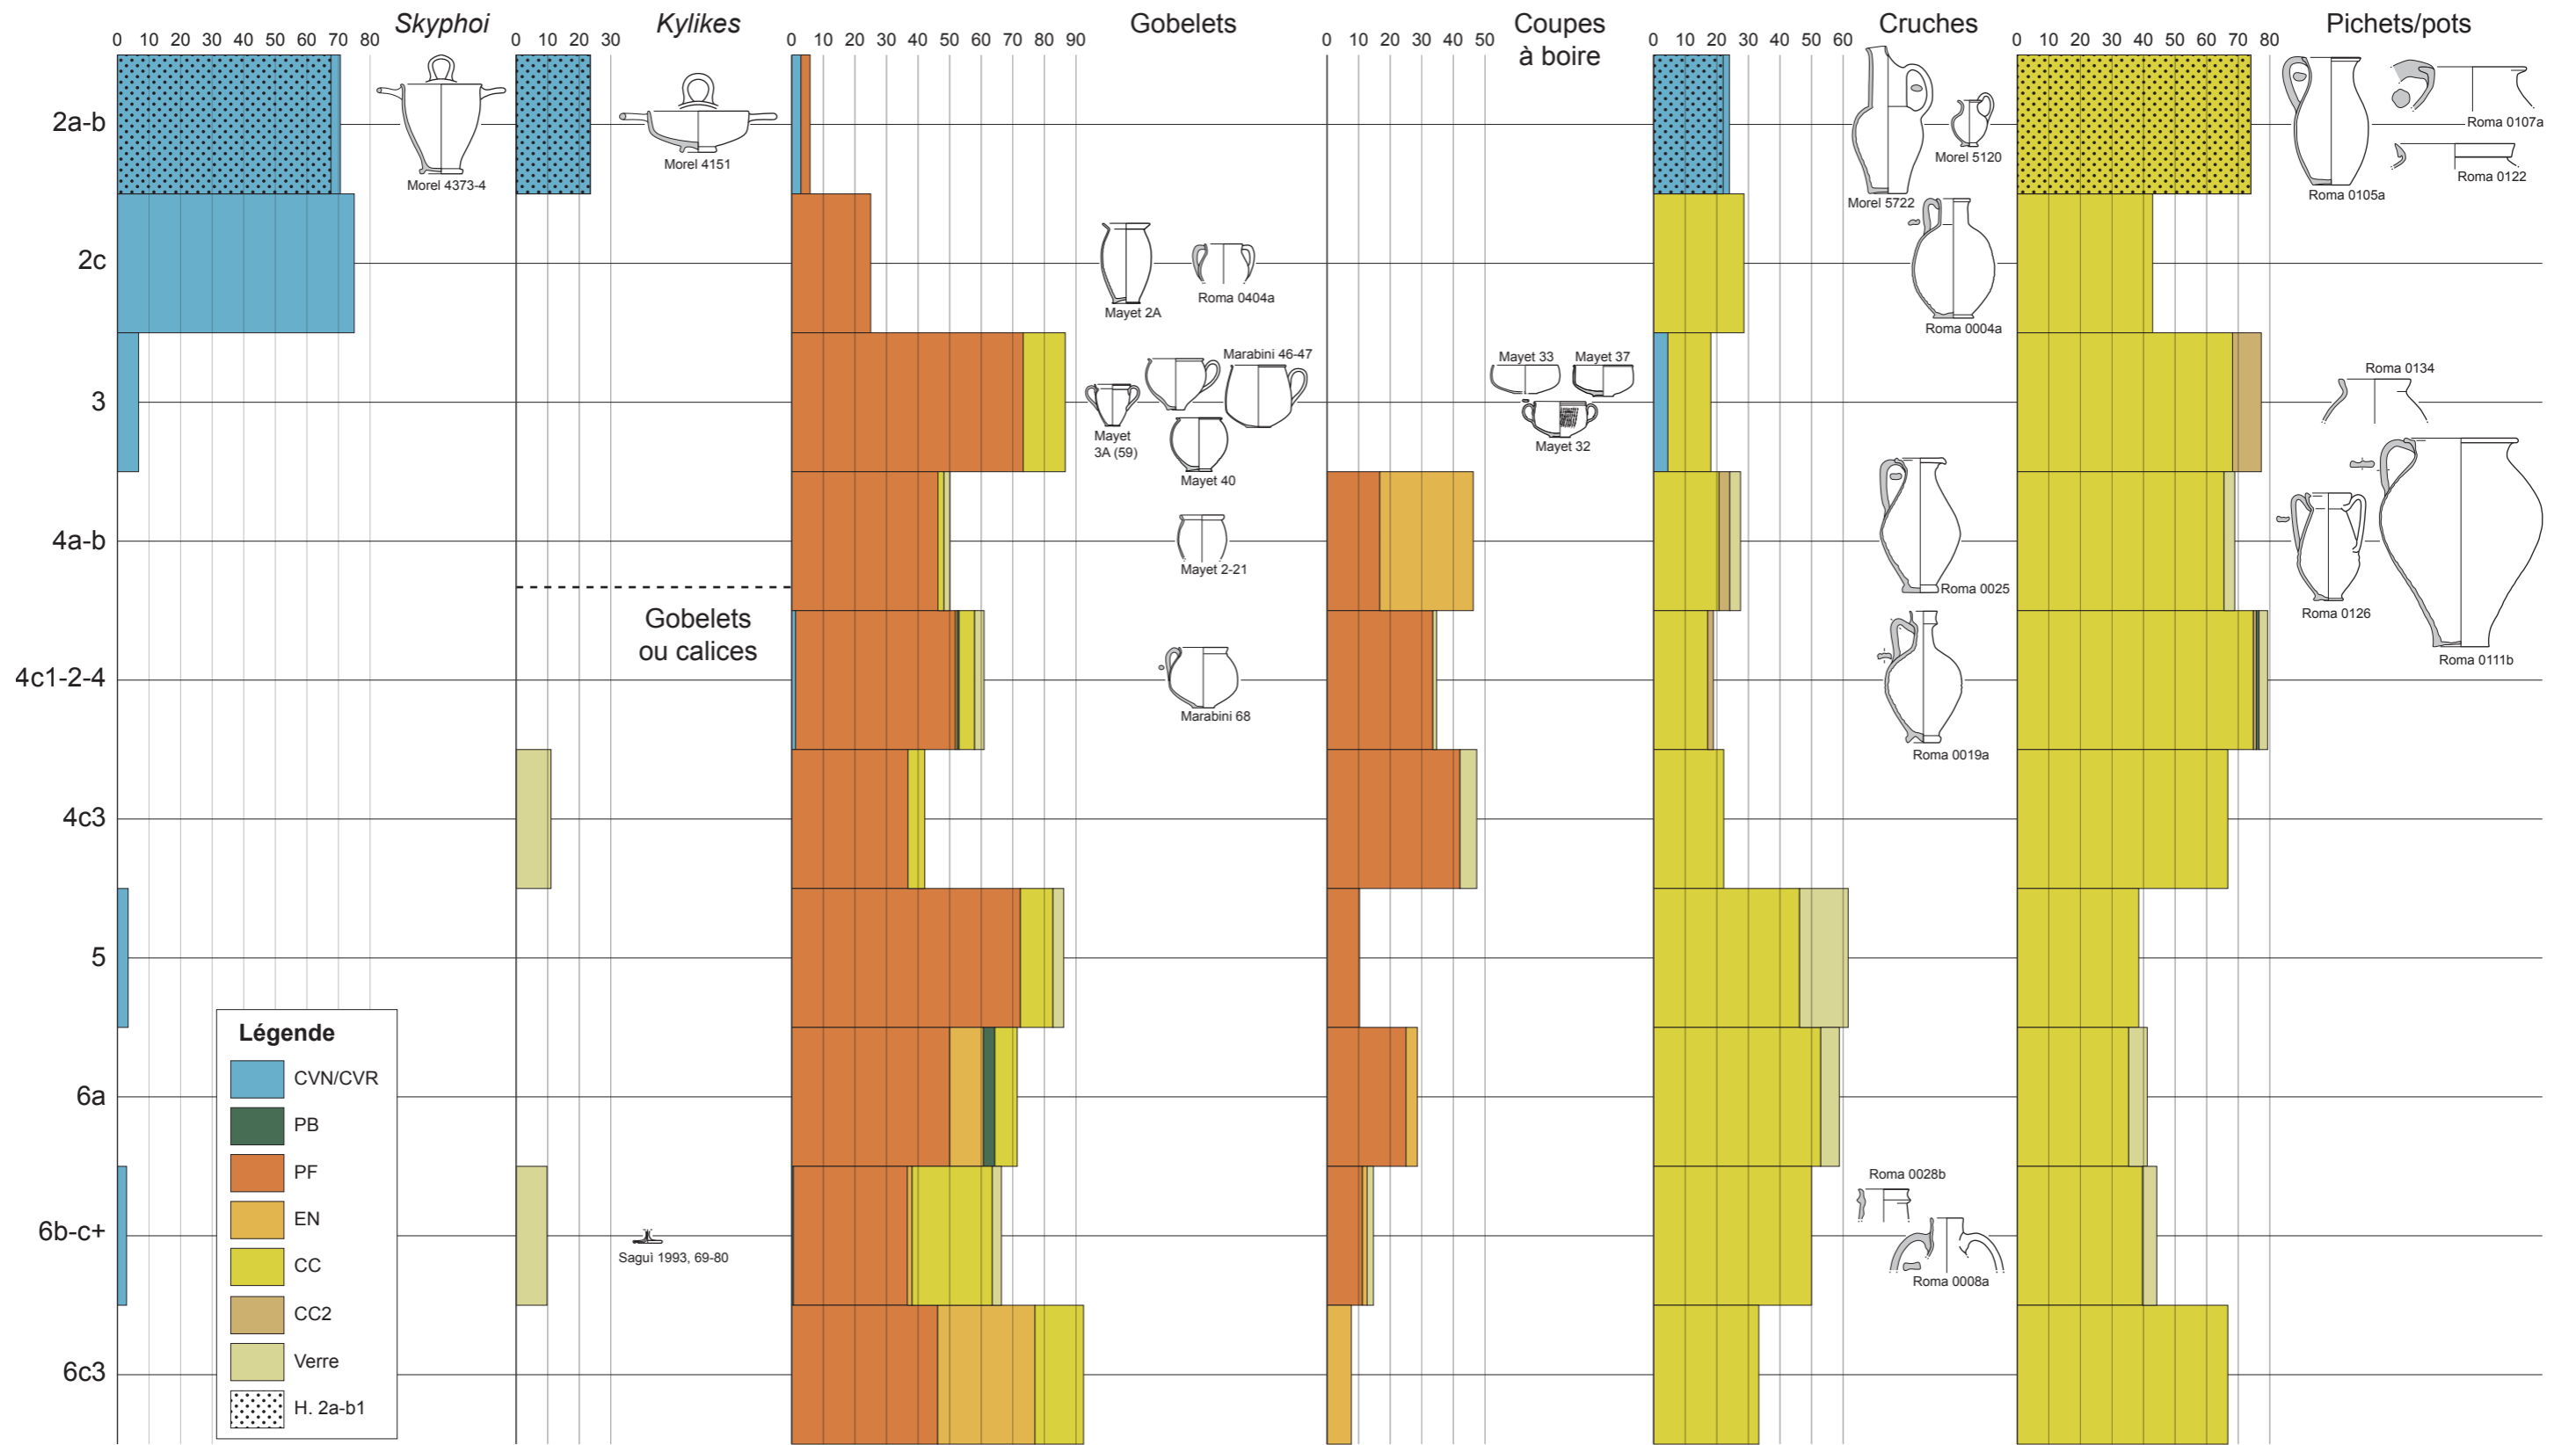 Skyphoi
Kylikes
Gobelets
Coupes
à boire
Cruches
Pichets/pots
0 10 20 30 40 50 60 70 80
0 10 20 30
0 10 20 30 40 50 60 70 80 90
0 10 20 30 40 50
0 10 20 30 40 50 60
0 10 20 30 40 50 60 70 80
2a-b
Morel 4373-4
Morel 4151
Morel 5722
Morel 5120
Roma 0105a
Roma 0107a
Roma 0122
2c
Mayet 2A
Roma 0404a
Roma 0004a
3
Mayet
3A (59)
Marabini 46-47
Mayet 40
Mayet 33
Mayet 37
Mayet 32
Roma 0134
4a-b
Mayet 2-21
Roma 0025
Roma 0126
Roma 0111b
Gobelets
ou calices
4c1-2-4
Marabini 68
Roma 0019a
4c3
5
6a
6b-c+
Saguì 1993, 69-80
Roma 0028b
Roma 0008a
6c3
Légende
CVN/CVR
PB
PF
EN
CC
CC2
Verre
H. 2a-b1